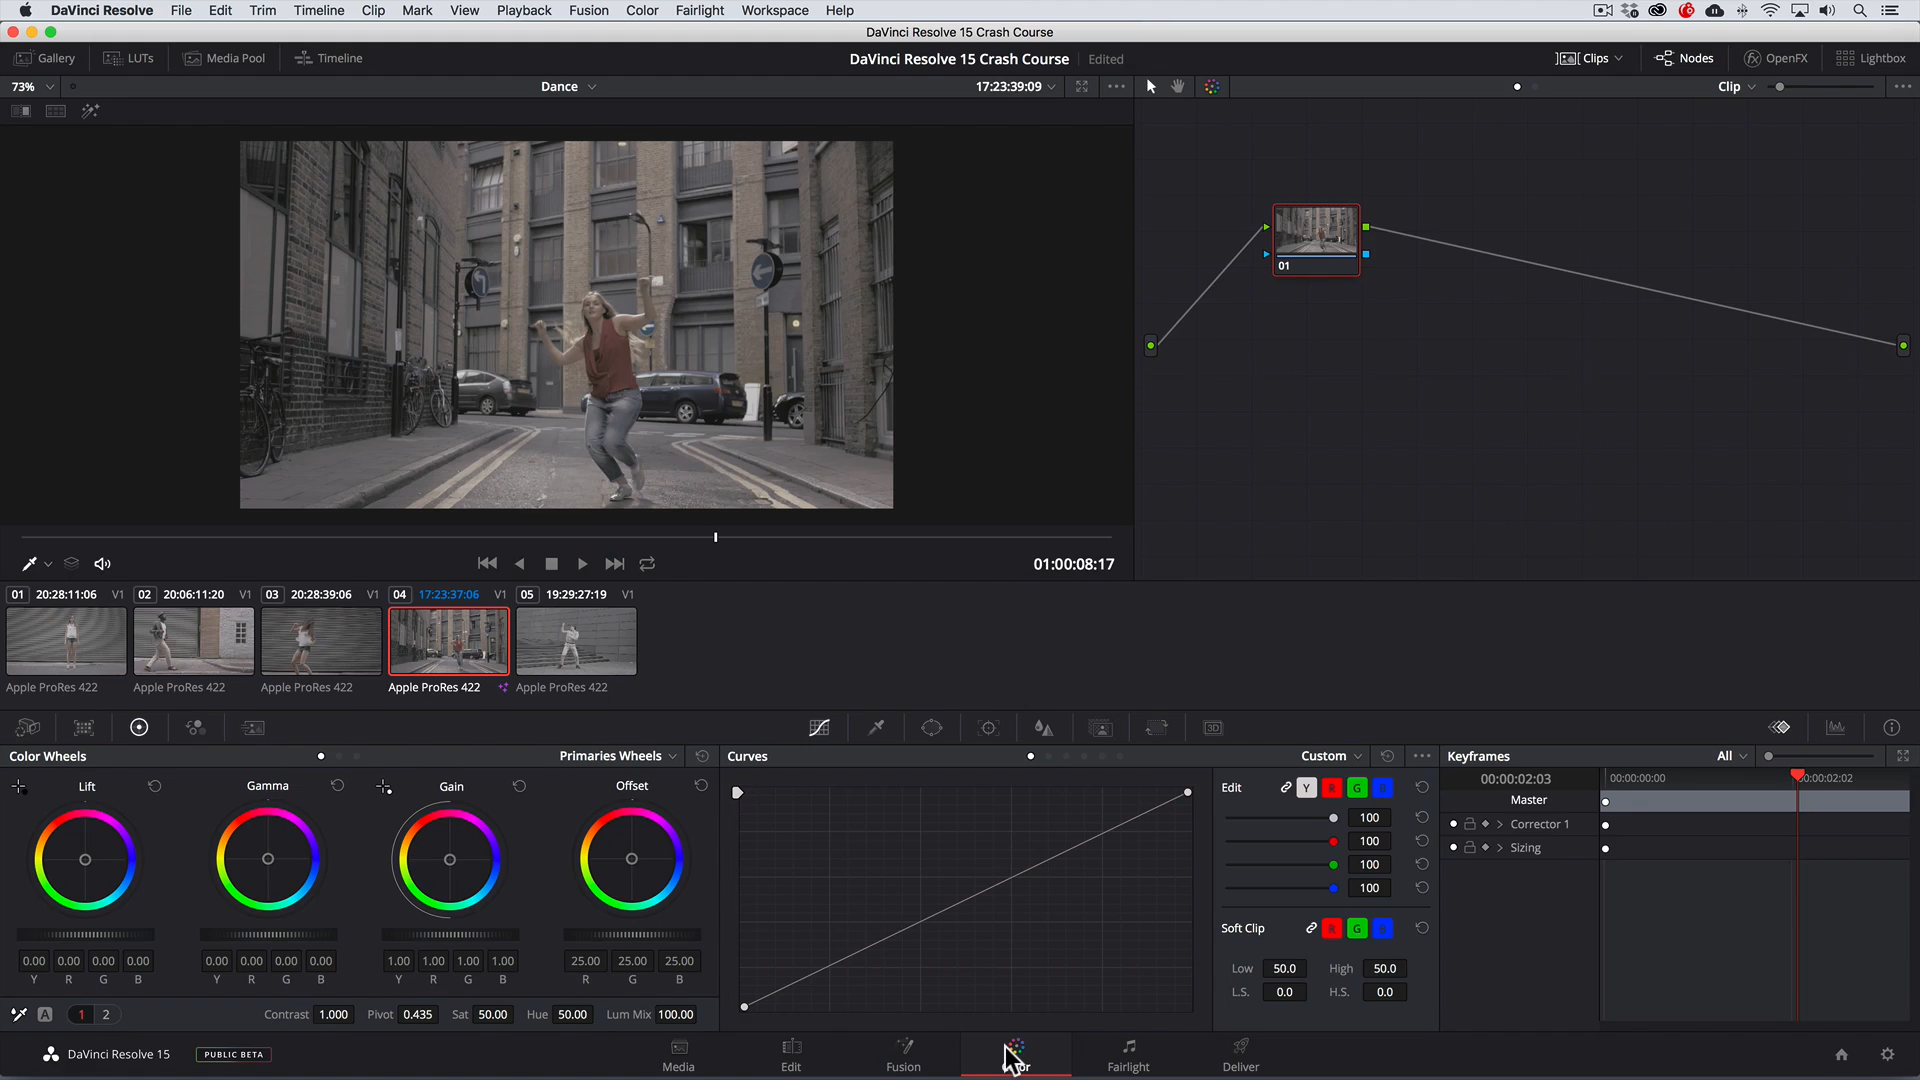 DaVinci Resolve File Edit Trim Timeline Clip Mark View Playback Fusion Color Fairlight Workspace Help
DaVinci Resolve 15 Crash Course
Gallery LUTs Media Pool Timeline DaVinci Resolve 15 Crash Course Edited Clips Nodes OpenFX Lightbox
73% Dance 17:23:39:09 Clip
01
01:00:08:17
01 20:28:11:06 V1 02 20:06:11:20 V1 03 20:28:39:06 V1 04 17:23:37:06 V1 05 19:29:27:19 V1
Apple ProRes 422 Apple ProRes 422 Apple ProRes 422 Apple ProRes 422 Apple ProRes 422
3D
Color Wheels Primaries Wheels Curves Custom Keyframes All
Lift Gamma Gain Offset Edit Y R G B 00:00:02:03 00:00:00:00 00:00:02:02
Master
100
Corrector 1
100
Sizing
100
100
Soft Clip R G B
0.00 0.00 0.00 0.00 0.00 0.00 0.00 0.00 1.00 1.00 1.00 1.00 25.00 25.00 25.00
Y R G B Y R G B Y R G B R G B
Low 50.0 High 50.0
L.S. 0.0 H.S. 0.0
A 1 2 Contrast 1.000 Pivot 0.435 Sat 50.00 Hue 50.00 Lum Mix 100.00
DaVinci Resolve 15 PUBLIC BETA Media Edit Fusion Fairlight Deliver